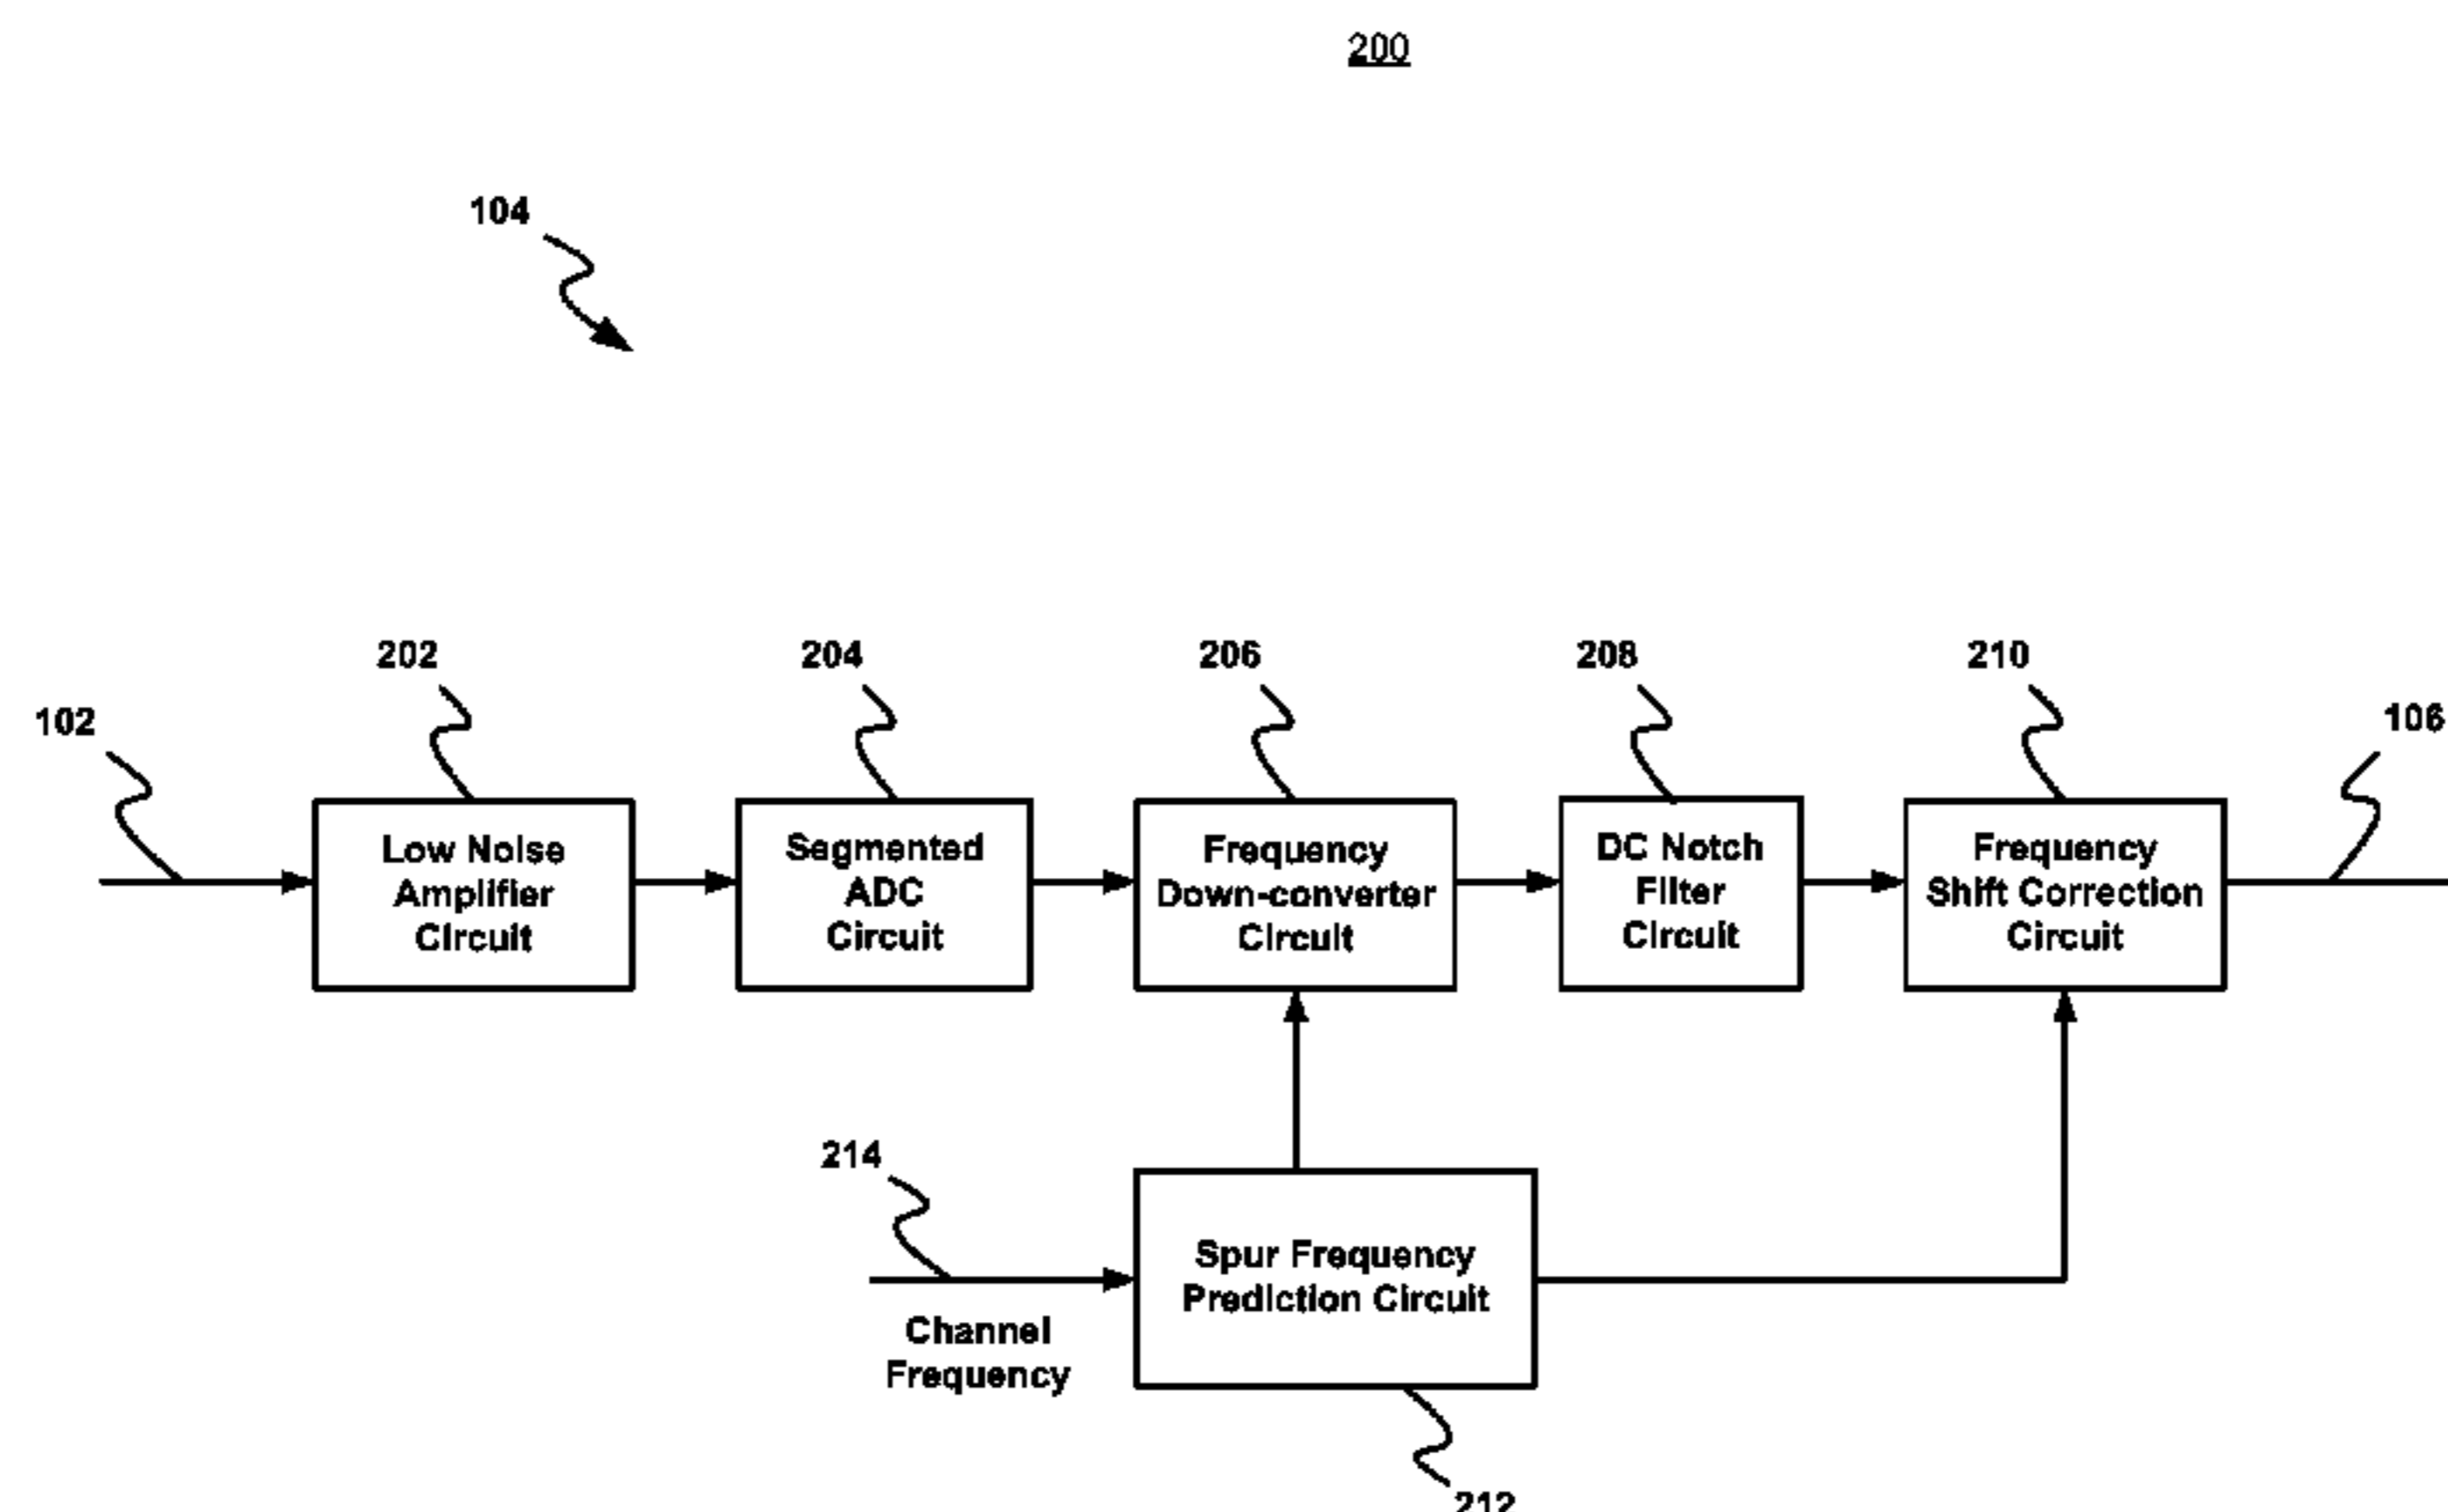 200
104
202
204
206
208
210
102
106
Low Noise
Amplifier
Circuit
Segmented
ADC
Circuit
Frequency
Down-converter
Circuit
DC Notch
Filter
Circuit
Frequency
Shift Correction
Circuit
214
Channel
Frequency
Spur Frequency
Prediction Circuit
212